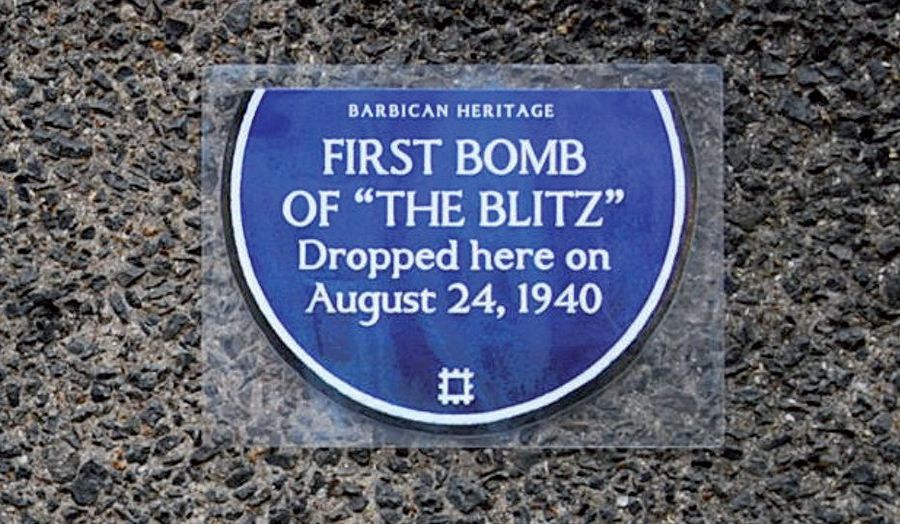 BARBICAN HERITAGE
FIRST BOMB
OF “THE BLITZ”
Dropped here on
August 24, 1940